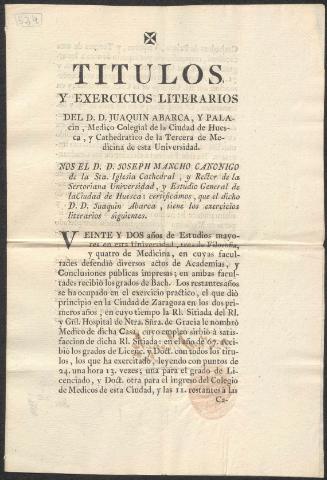 524
TITULOS
Y EXERCICIOS LITERARIOS
DEL D. D. JUAQUIN ABARCA, Y PALA-
cin, Medico Colegial de la Ciudad de Hues-
ca, y Cathedratico de la Tercera de Me-
dicina de esta Universidad.
NOS EL D. D. JOSEPH MANCHO CANONIGO
de la Sta. Iglesia Cathedral, y Rector de la
Sertoriana Universidad, y Estudio General de
la Ciudad de Huesca: certificamos, que el dicho
D. D. Juaquin Abarca, tiene los exercicios
literarios siguientes.
VEINTE Y DOS años de Estudios mayo-
res en esta Universidad, tres de Filosofia,
y quatro de Medicina, en cuyas facul-
tades defendió diversos actos de Academias, y
Conclusiones publicas impresas; en ambas facul-
tades recibió los grados de Bach. Los restantes años
se ha ocupado en el exercicio practico, el que dió
principio en la Ciudad de Zaragoza en los dos pri-
meros años, en cuyo tiempo la Rl. Sitiada del Rl.
y Gñl. Hospital de Ntra. Sñra. de Gracia le nombró
Medico de dicha Casa, cuyo empleo sirbió à satis-
faccion de dicha Rl. Sitiada: en el año de 67. reci-
bió los grados de Licenc. y Doct. con todos los titu-
los, los que ha exercitado, leyendo con puntos de
24. una hora 13. vezes; una para el grado de Li-
cenciado, y Doct. otra para el ingreso del Colegio
de Medicos de esta Ciudad, y las 11. restantes à las
Ca-